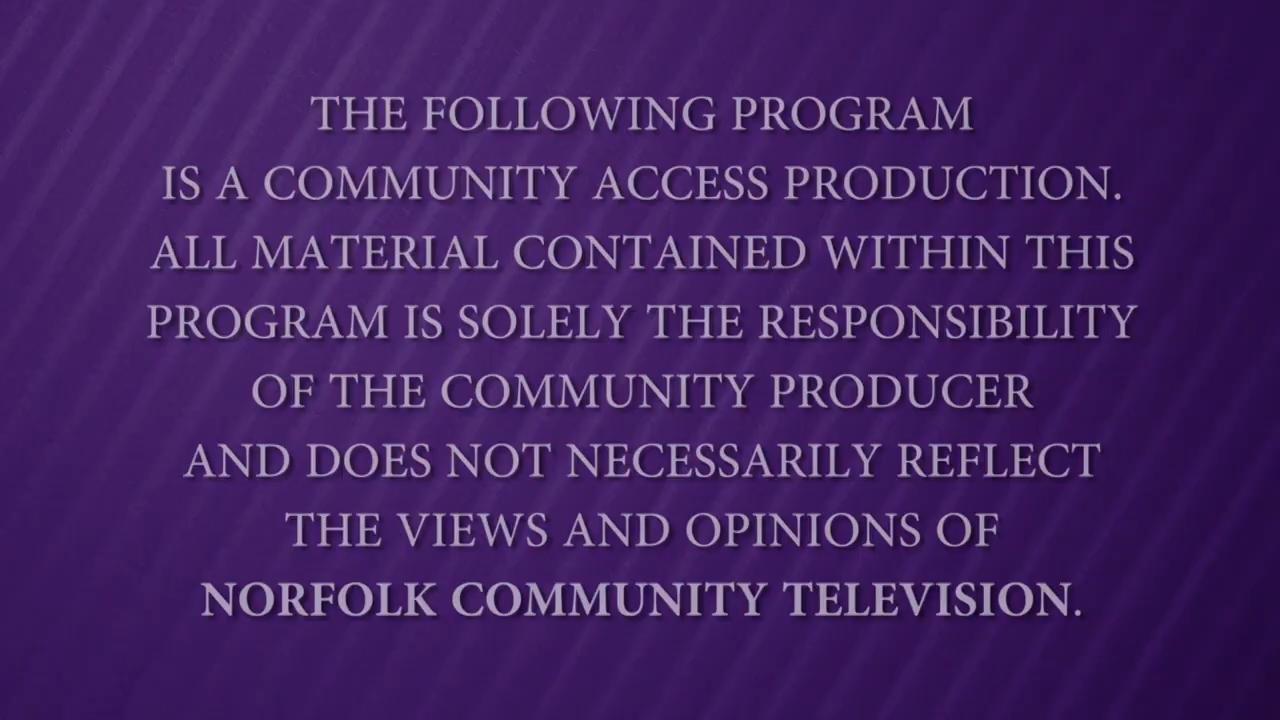 THE FOLLOWING PROGRAM
IS A COMMUNITY ACCESS PRODUCTION.
ALL MATERIAL CONTAINED WITHIN THIS
PROGRAM IS SOLELY THE RESPONSIBILITY
OF THE COMMUNITY PRODUCER
AND DOES NOT NECESSARILY REFLECT
THE VIEWS AND OPINIONS OF
NORFOLK COMMUNITY TELEVISION.